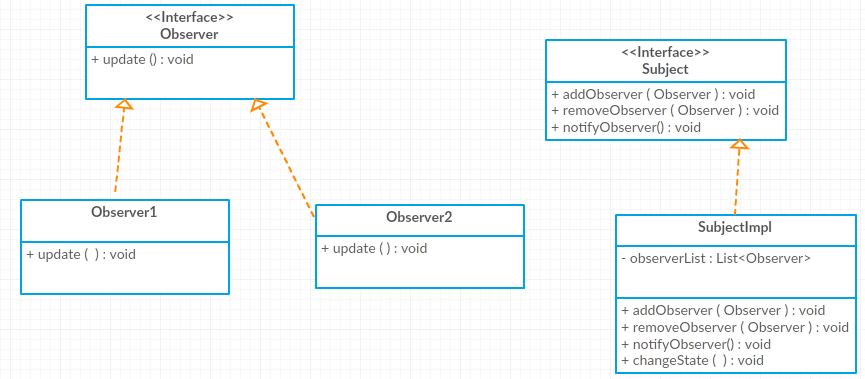 <<Interface>>
Observer
+ update () : void
<<Interface>>
Subject
+ addObserver ( Observer ) : void
+ removeObserver ( Observer ) : void
+ notifyObserver() : void
Observer1
+ update (  ) : void
Observer2
+ update ( ) : void
SubjectImpl
- observerList : List<Observer>
+ addObserver ( Observer ) : void
+ removeObserver ( Observer ) : void
+ notifyObserver() : void
+ changeState (  ) : void